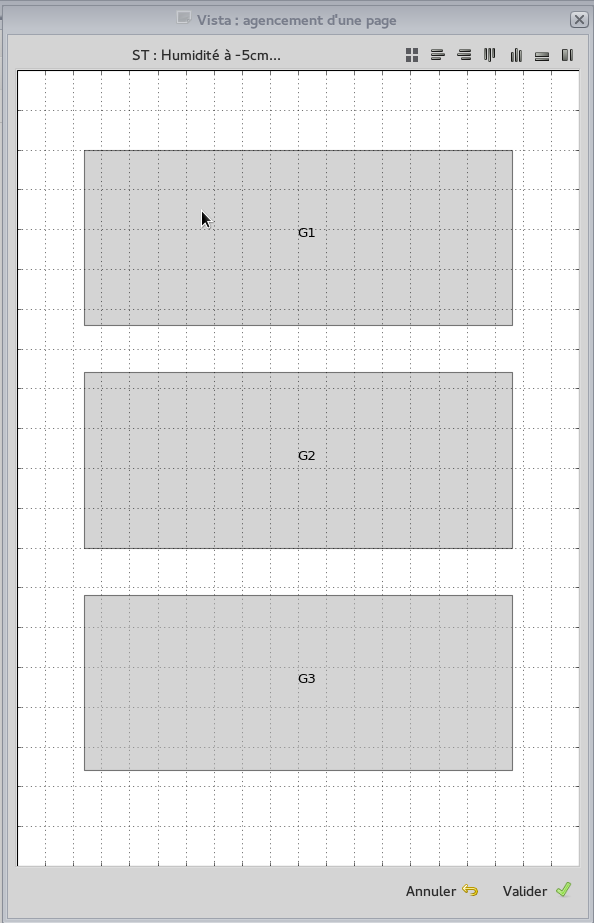 Vista : agencement d'une page
ST : Humidité à -5cm...
G1
G2
G3
Annuler
Valider